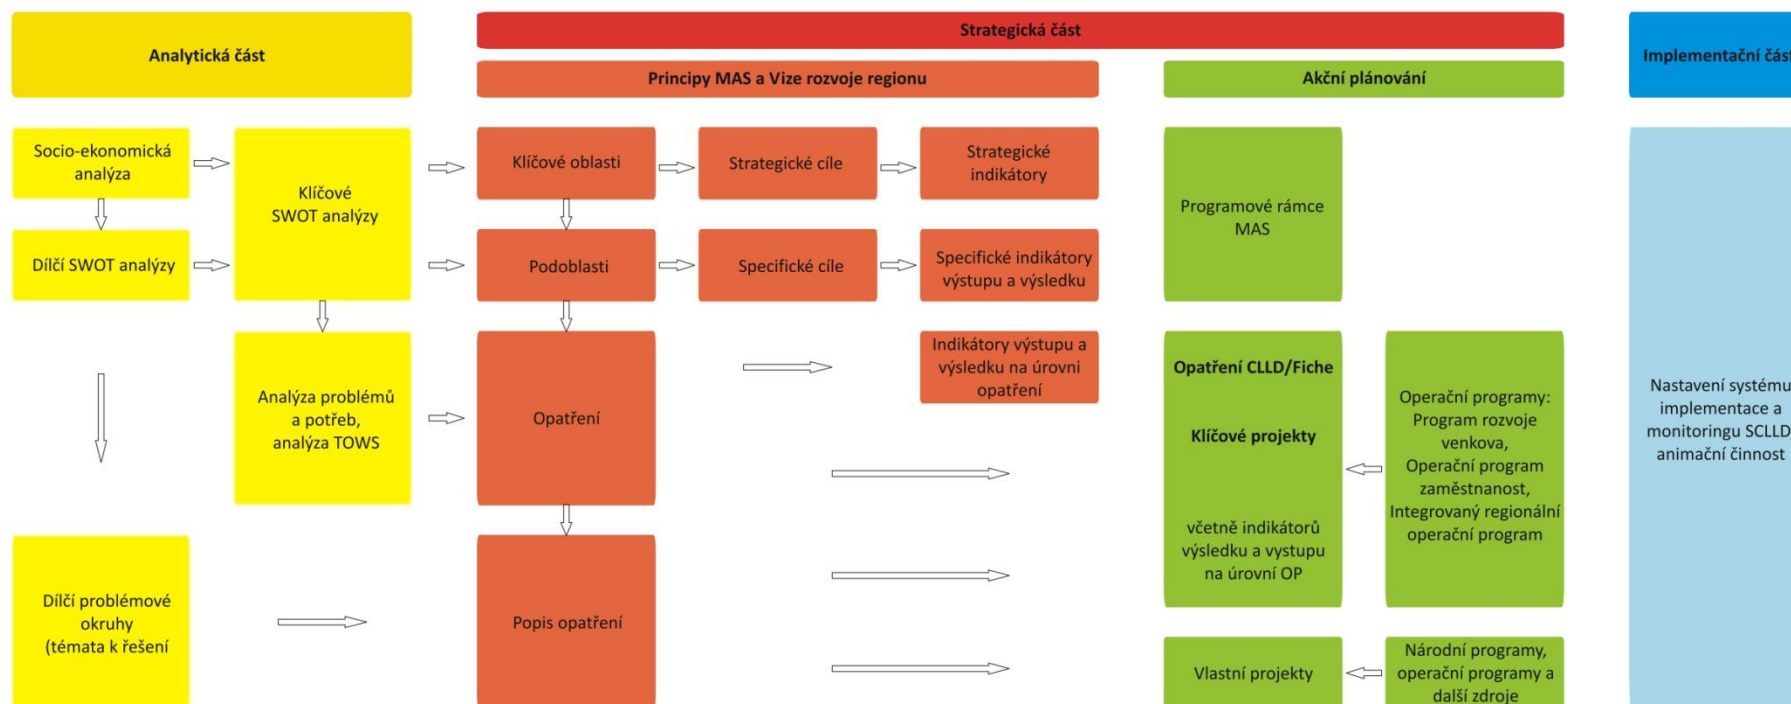 Analytická část
Strategická část
Implementační část
Principy MAS a Vize rozvoje regionu
Akční plánování
Socio-ekonomická
analýza
Klíčové
SWOT analýzy
Klíčové oblasti
Strategické cíle
Strategické
indikátory
Programové rámce
MAS
Dílčí SWOT analýzy
Podoblasti
Specifické cíle
Specifické indikátory
výstupu a výsledku
Analýza problémů
a potřeb,
analýza TOWS
Opatření
Indikátory výstupu a
výsledku na úrovni
opatření
Opatření CLLD/Fiche
Klíčové projekty
včetně indikátorů
výsledku a vystupu
na úrovní OP
Operační programy:
Program rozvoje
venkova,
Operační program
zaměstnanost,
Integrovaný regionální
operační program
Nastavení systému
implementace a
monitoringu SCLLD
animační činnost
Dílčí problémové
okruhy
(témata k řešení
Popis opatření
Vlastní projekty
Národní programy,
operační programy a
další zdroje